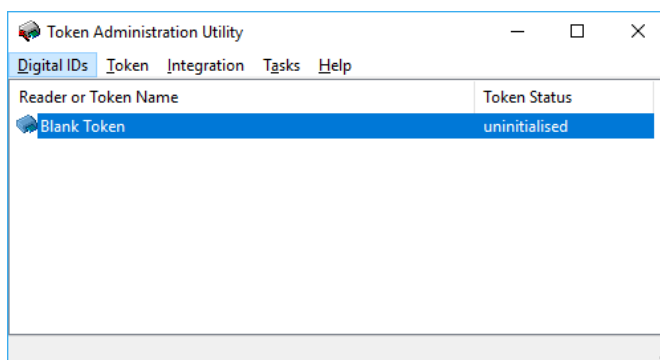 Token Administration Utility
Digital IDs Token Integration Tasks Help
Reader or Token Name Token Status
Blank Token uninitialised